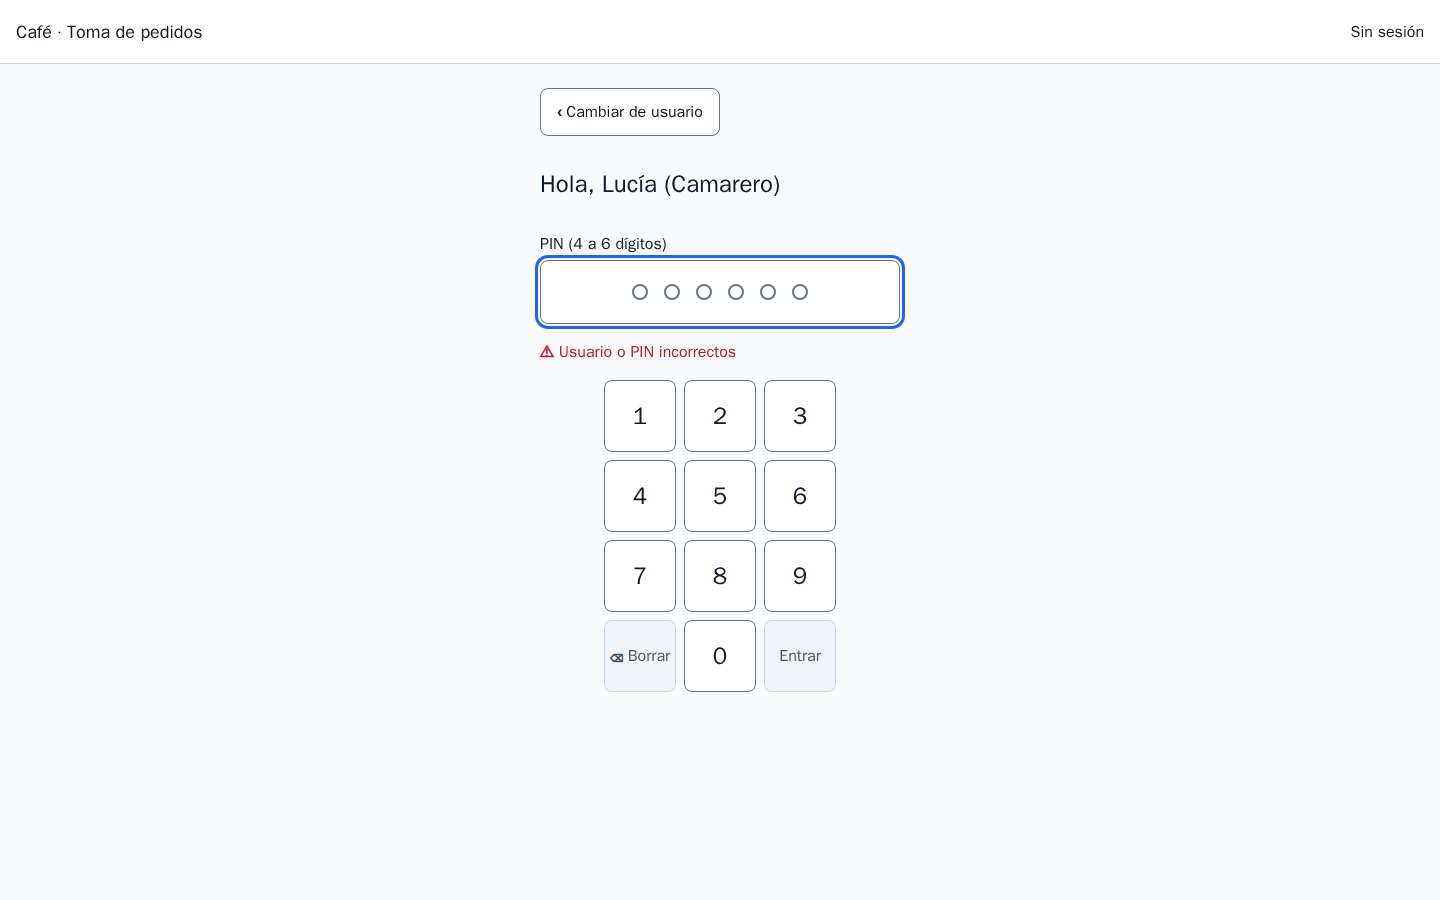 Café · Toma de pedidos
Sin sesión
‹ Cambiar de usuario
Hola, Lucía (Camarero)
PIN (4 a 6 dígitos)
⚠ Usuario o PIN incorrectos
1 2 3
4 5 6
7 8 9
⌫ Borrar 0 Entrar